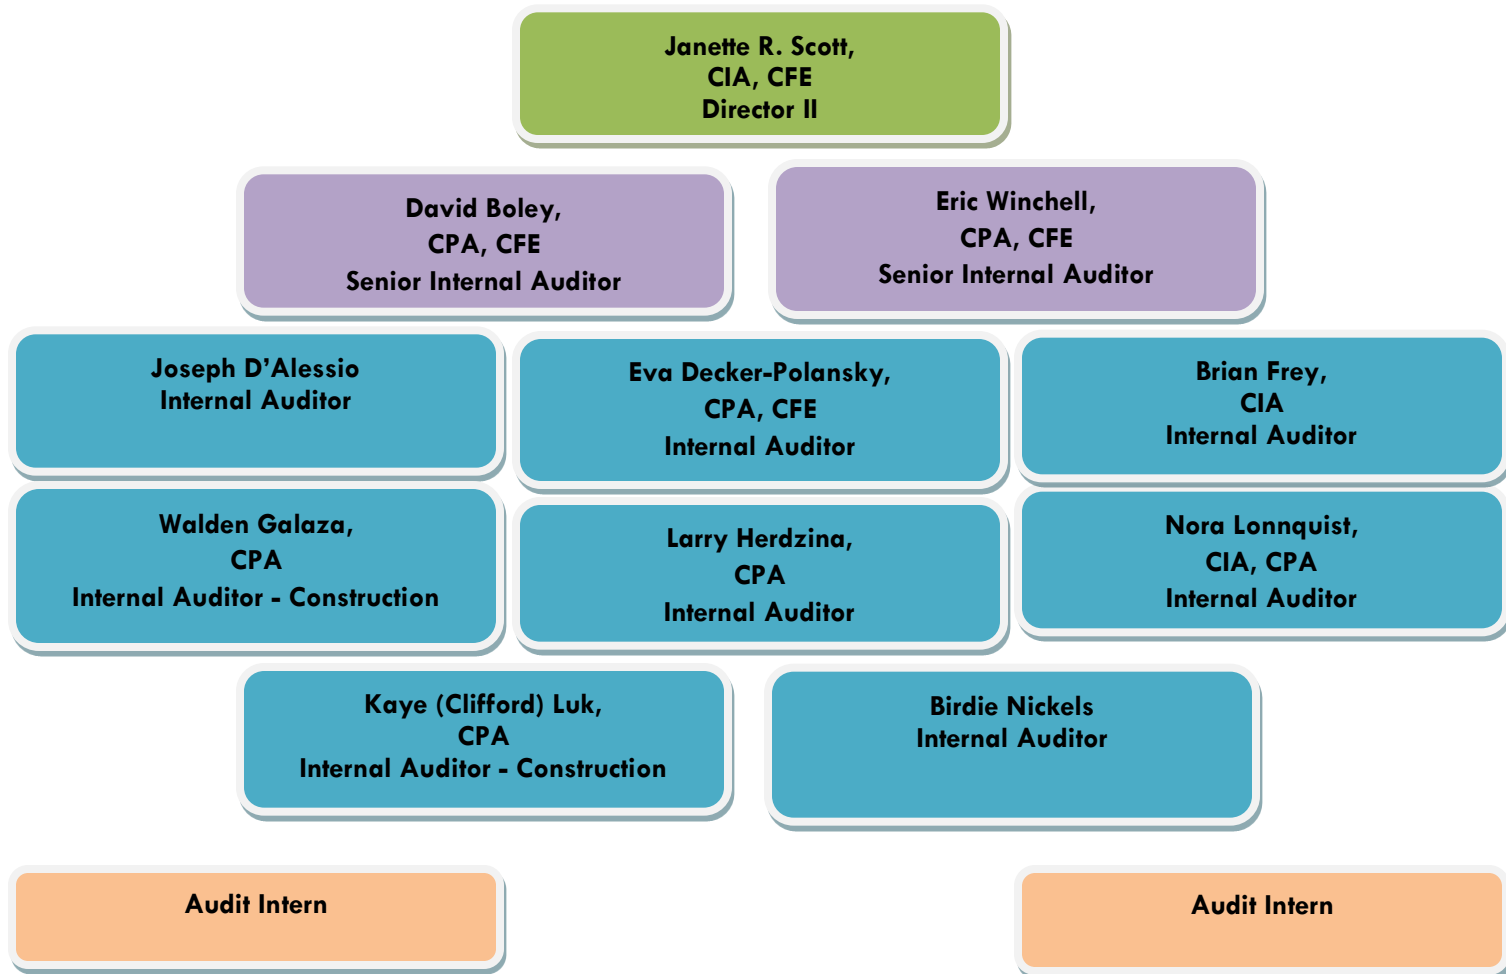 Janette R. Scott,
CIA, CFE
Director II
David Boley,
CPA, CFE
Senior Internal Auditor
Eric Winchell,
CPA, CFE
Senior Internal Auditor
Joseph D’Alessio
Internal Auditor
Eva Decker-Polansky,
CPA, CFE
Internal Auditor
Brian Frey,
CIA
Internal Auditor
Walden Galaza,
CPA
Internal Auditor - Construction
Larry Herdzina,
CPA
Internal Auditor
Nora Lonnquist,
CIA, CPA
Internal Auditor
Kaye (Clifford) Luk,
CPA
Internal Auditor - Construction
Birdie Nickels
Internal Auditor
Audit Intern
Audit Intern